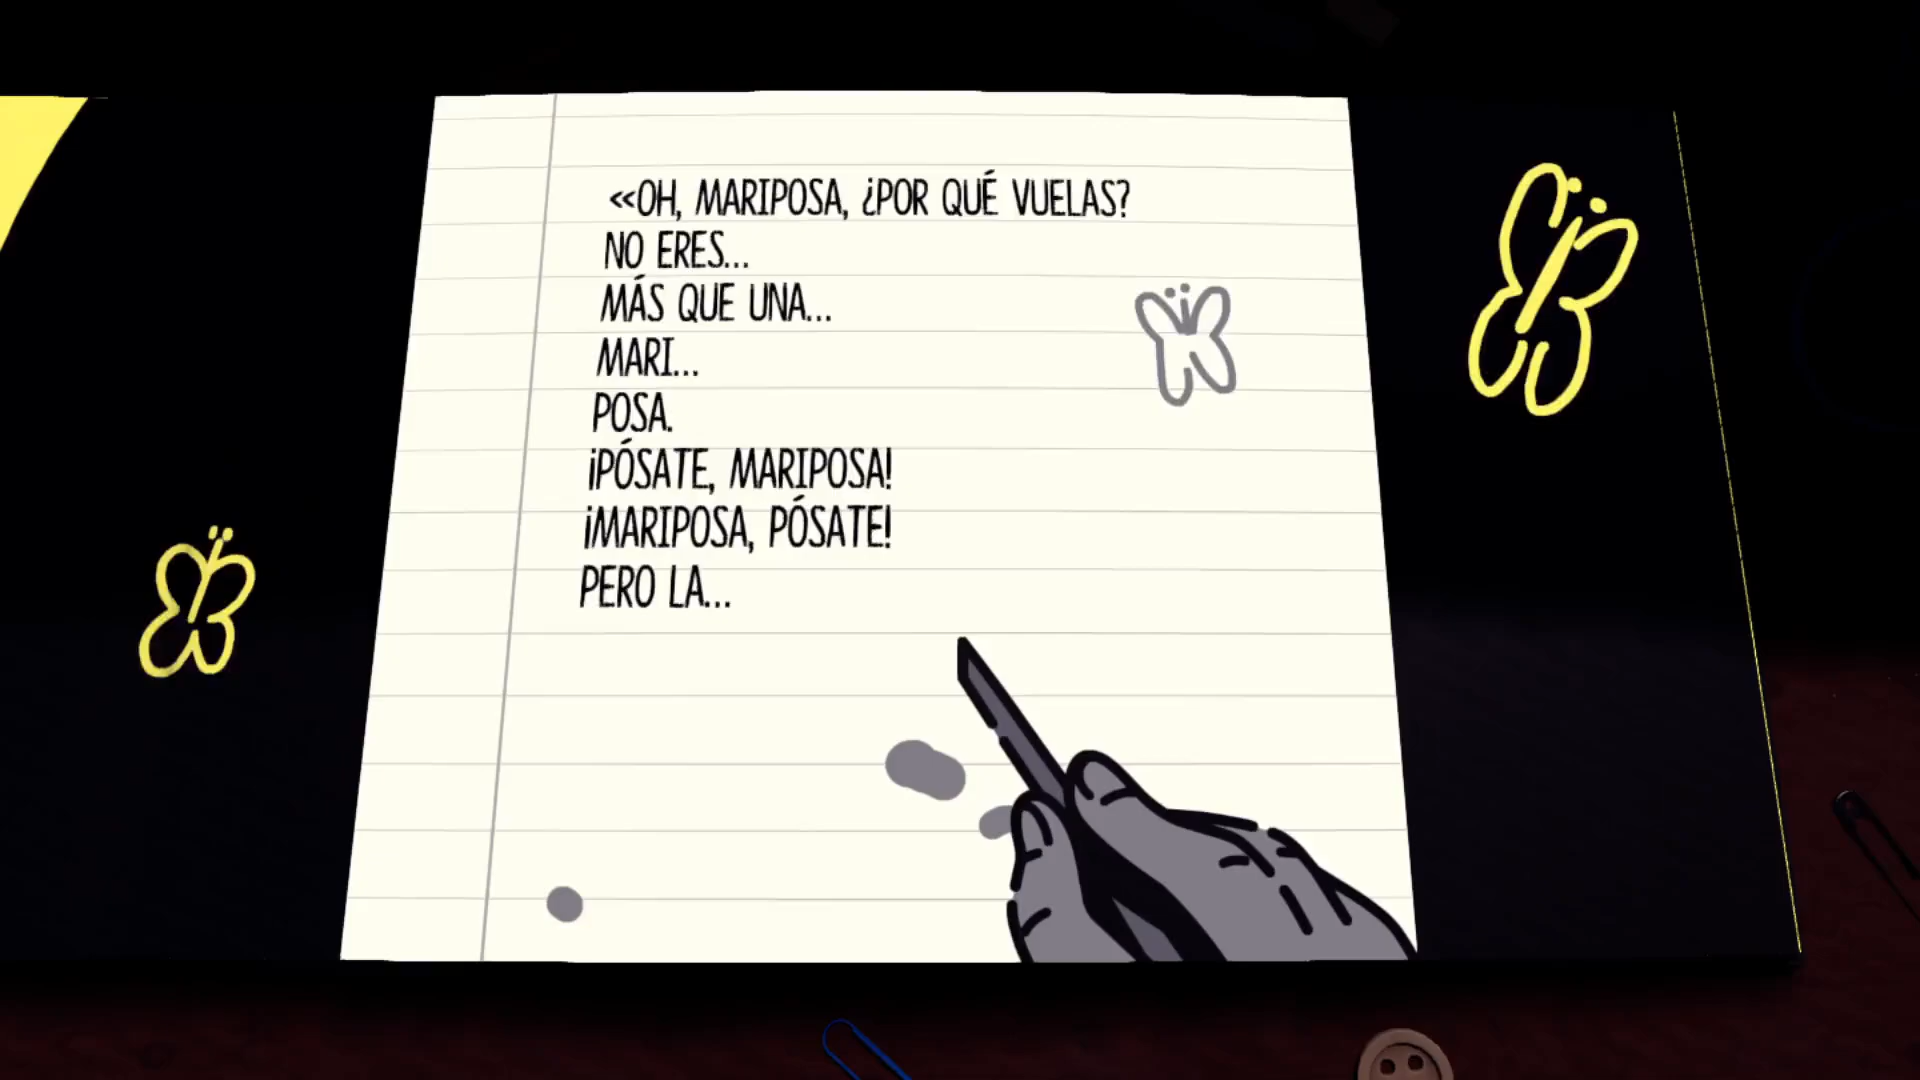 «OH, MARIPOSA, ¿POR QUÉ VUELAS?
NO ERES...
MÁS QUE UNA...
MARI...
POSA.
¡PÓSATE, MARIPOSA!
¡MARIPOSA, PÓSATE!
PERO LA...